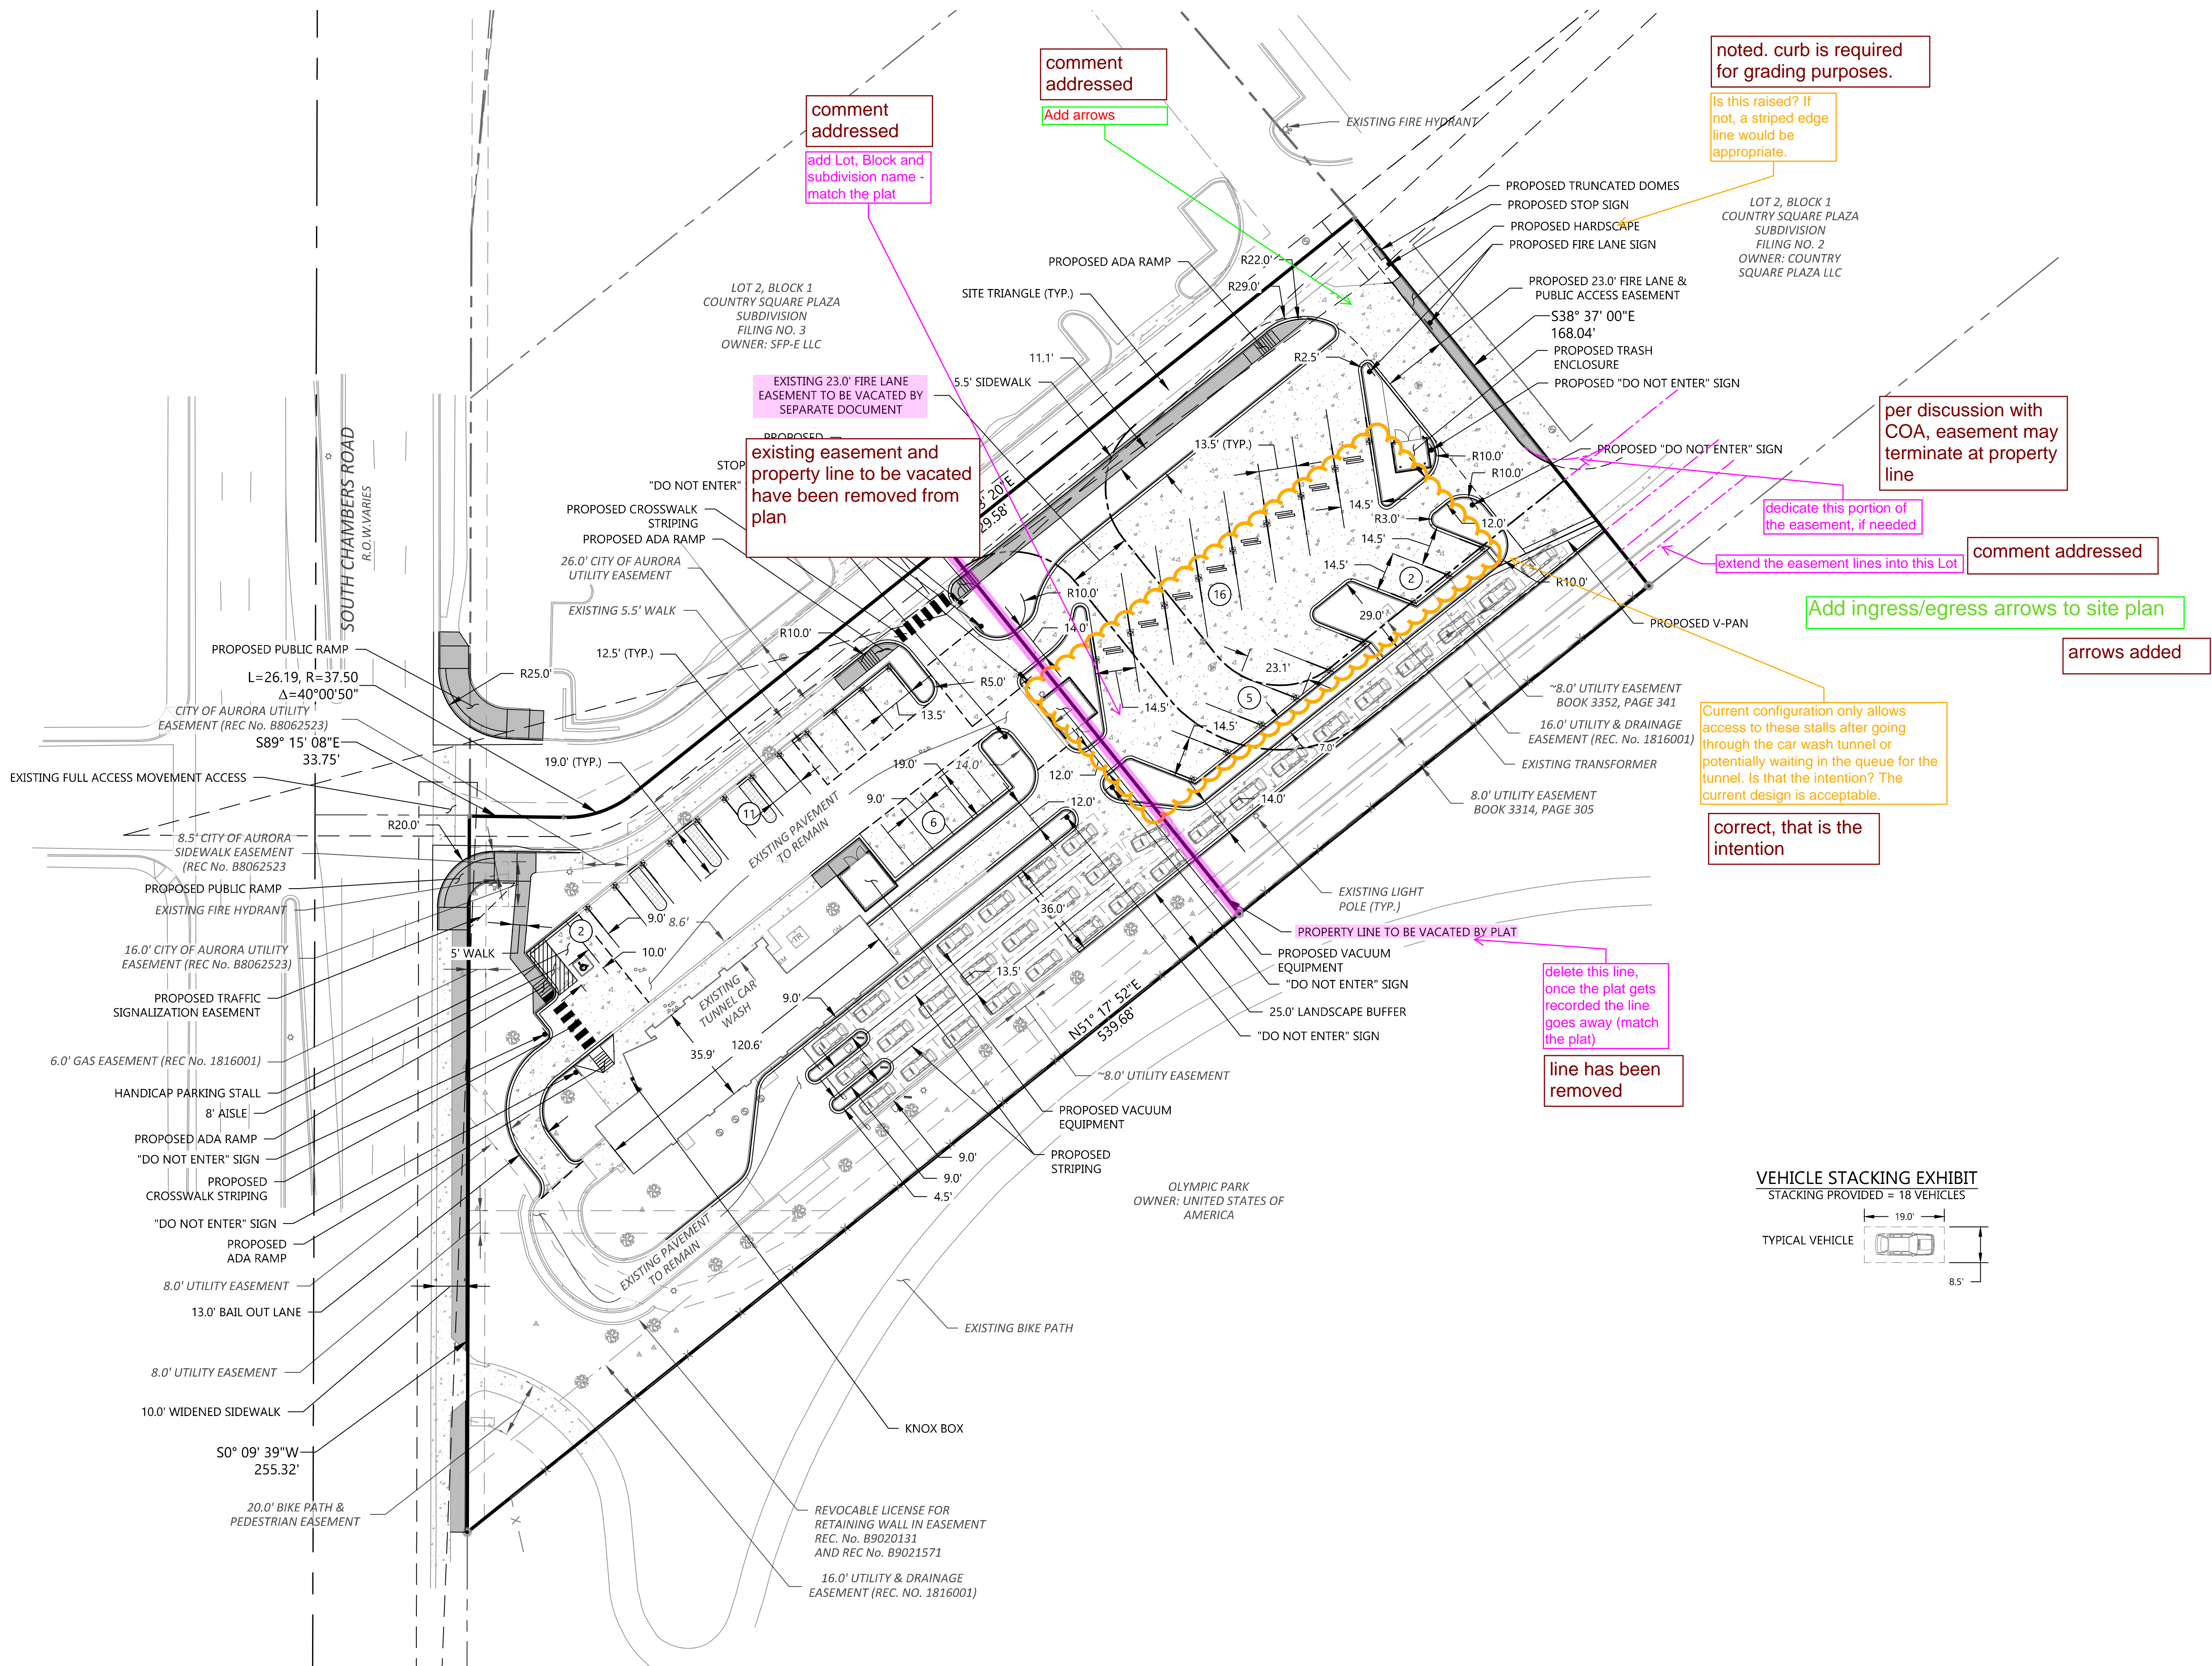 comment
addressed
add Lot, Block and
subdivision name -
match the plat
comment
addressed
Add arrows
noted. curb is required
for grading purposes.
Is this raised? If
not, a striped edge
line would be
appropriate.
EXISTING FIRE HYDRANT
PROPOSED TRUNCATED DOMES
PROPOSED STOP SIGN
PROPOSED HARDSCAPE
PROPOSED FIRE LANE SIGN
LOT 2, BLOCK 1
COUNTRY SQUARE PLAZA
SUBDIVISION
FILING NO. 2
OWNER: COUNTRY
SQUARE PLAZA LLC
PROPOSED 23.0' FIRE LANE &
PUBLIC ACCESS EASEMENT
S38° 37' 00"E
168.04'
PROPOSED TRASH
ENCLOSURE
PROPOSED "DO NOT ENTER" SIGN
PROPOSED ADA RAMP
R22.0'
SITE TRIANGLE (TYP.)
R29.0'
LOT 2, BLOCK 1
COUNTRY SQUARE PLAZA
SUBDIVISION
FILING NO. 3
OWNER: SFP-E LLC
11.1'
R2.5'
5.5' SIDEWALK
EXISTING 23.0' FIRE LANE
EASEMENT TO BE VACATED BY
SEPARATE DOCUMENT
PROPOSED
STOP
"DO NOT ENTER"
existing easement and
property line to be vacated
have been removed from
plan
20"E
29.58'
13.5' (TYP.)
PROPOSED "DO NOT ENTER" SIGN
R10.0'
R10.0'
per discussion with
COA, easement may
terminate at property
line
dedicate this portion of
the easement, if needed
extend the easement lines into this Lot
comment addressed
Add ingress/egress arrows to site plan
arrows added
PROPOSED CROSSWALK
STRIPING
PROPOSED ADA RAMP
26.0' CITY OF AURORA
UTILITY EASEMENT
EXISTING 5.5' WALK
14.5'
R3.0'
12.0'
14.5'
14.5'
2
16
R10.0'
R10.0'
29.0'
14.0'
23.1'
5
PROPOSED V-PAN
SOUTH CHAMBERS ROAD
R.O.W.VARIES
PROPOSED PUBLIC RAMP
L=26.19, R=37.50
Δ=40°00'50"
CITY OF AURORA UTILITY
EASEMENT (REC No. B8062523)
S89° 15' 08"E
33.75'
EXISTING FULL ACCESS MOVEMENT ACCESS
R25.0'
R10.0'
12.5' (TYP.)
R5.0'
13.5'
14.5'
14.5'
7.0'
~8.0' UTILITY EASEMENT
BOOK 3352, PAGE 341
16.0' UTILITY & DRAINAGE
EASEMENT (REC. No. 1816001)
EXISTING TRANSFORMER
8.0' UTILITY EASEMENT
BOOK 3314, PAGE 305
Current configuration only allows
access to these stalls after going
through the car wash tunnel or
potentially waiting in the queue for the
tunnel. Is that the intention? The
current design is acceptable.
correct, that is the
intention
19.0' (TYP.)
19.0'
14.0'
12.0'
9.0'
12.0'
14.0'
11
6
EXISTING PAVEMENT
TO REMAIN
R20.0'
8.5' CITY OF AURORA
SIDEWALK EASEMENT
(REC No. B8062523
PROPOSED PUBLIC RAMP
EXISTING FIRE HYDRANT
16.0' CITY OF AURORA UTILITY
EASEMENT (REC No. B8062523)
5' WALK
2
9.0'
8.6'
10.0'
PROPOSED TRAFFIC
SIGNALIZATION EASEMENT
6.0' GAS EASEMENT (REC No. 1816001)
HANDICAP PARKING STALL
8' AISLE
PROPOSED ADA RAMP
"DO NOT ENTER" SIGN
PROPOSED
CROSSWALK STRIPING
"DO NOT ENTER" SIGN
PROPOSED
ADA RAMP
8.0' UTILITY EASEMENT
13.0' BAIL OUT LANE
8.0' UTILITY EASEMENT
10.0' WIDENED SIDEWALK
S0° 09' 39"W
255.32'
20.0' BIKE PATH &
PEDESTRIAN EASEMENT
EXISTING
TUNNEL CAR
WASH
TR
GM
EM
36.0'
13.5'
9.0'
35.9'
120.6'
EXISTING LIGHT
POLE (TYP.)
PROPERTY LINE TO BE VACATED BY PLAT
PROPOSED VACUUM
EQUIPMENT
"DO NOT ENTER" SIGN
25.0' LANDSCAPE BUFFER
"DO NOT ENTER" SIGN
N51° 17' 52"E
539.68'
delete this line,
once the plat gets
recorded the line
goes away (match
the plat)
line has been
removed
~8.0' UTILITY EASEMENT
PROPOSED VACUUM
EQUIPMENT
PROPOSED
STRIPING
9.0'
9.0'
4.5'
OLYMPIC PARK
OWNER: UNITED STATES OF
AMERICA
EXISTING PAVEMENT
TO REMAIN
EXISTING BIKE PATH
KNOX BOX
REVOCABLE LICENSE FOR
RETAINING WALL IN EASEMENT
REC. No. B9020131
AND REC No. B9021571
16.0' UTILITY & DRAINAGE
EASEMENT (REC. NO. 1816001)
VEHICLE STACKING EXHIBIT
STACKING PROVIDED = 18 VEHICLES
19.0'
TYPICAL VEHICLE
8.5'